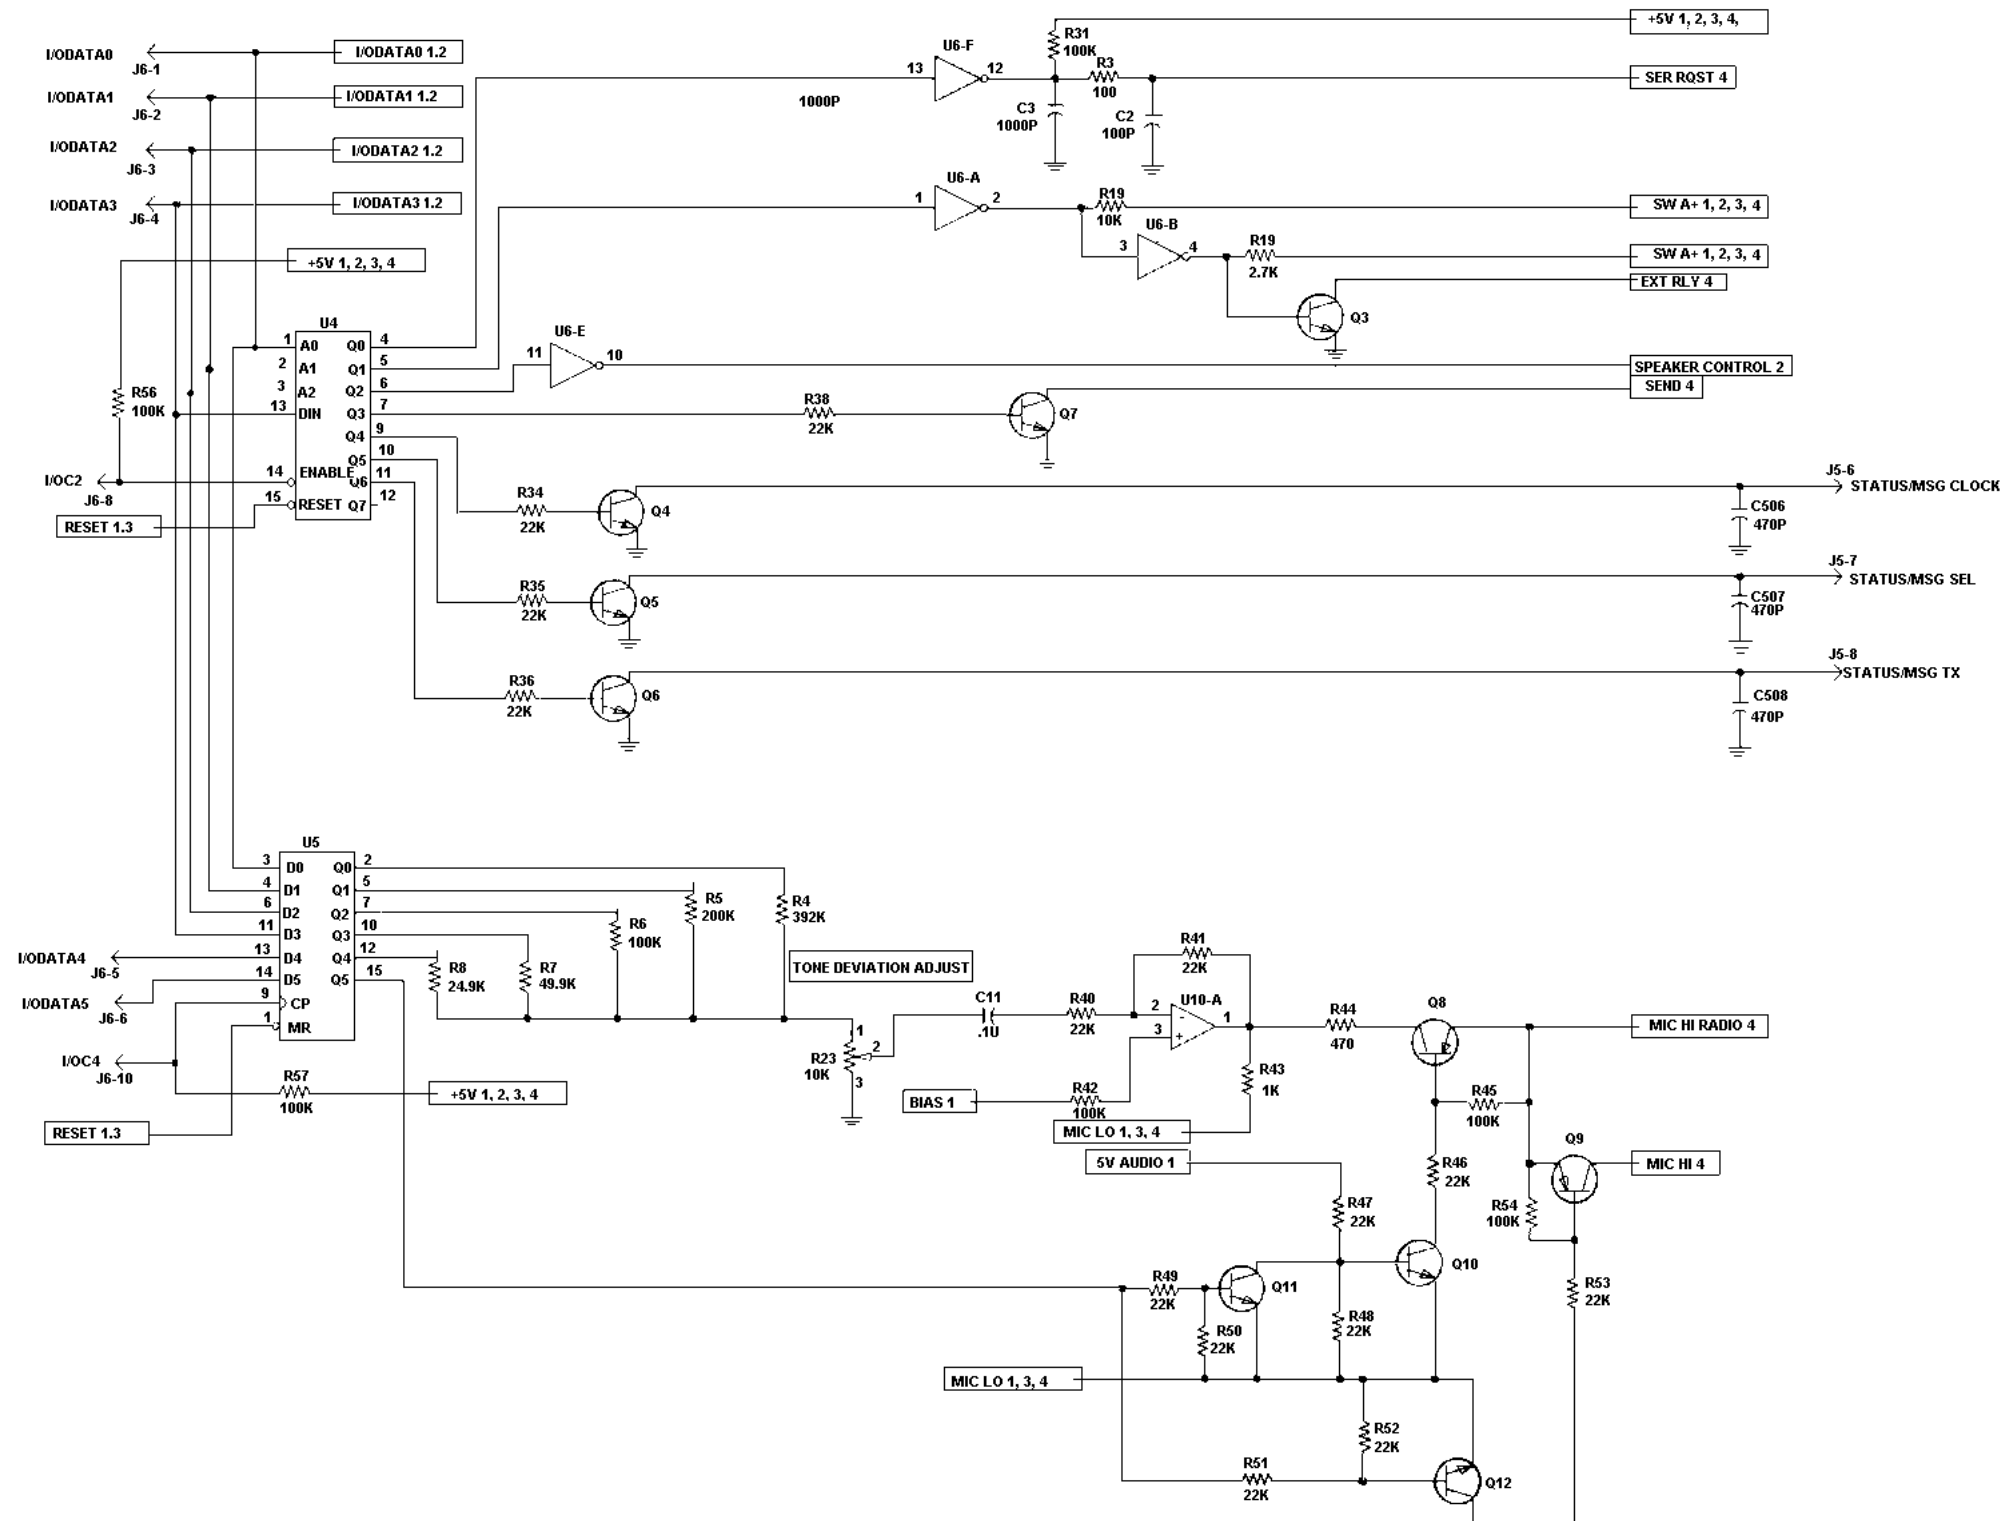 +5V 1, 2, 3, 4,
I/ODATA0
J6-1
I/ODATA0 1.2
I/ODATA1
J6-2
I/ODATA1 1.2
I/ODATA2
J6-3
I/ODATA2 1.2
I/ODATA3
J6-4
I/ODATA3 1.2
+5V 1, 2, 3, 4
R31
100K
U6-F
13
12
1000P
R3
100
C3
1000P
C2
100P
SER RQST 4
U6-A
1
2
R19
10K
SW A+ 1, 2, 3, 4
U6-B
3
4
R19
2.7K
SW A+ 1, 2, 3, 4
EXT RLY 4
Q3
U4
1 A0 Q0 4
2 A1 Q1 5
3 A2 Q2 6
13 DIN Q3 7
Q4 9
Q5 10
14 ENABLE Q6 11
15 RESET Q7 12
R56
100K
I/OC2
J6-8
RESET 1.3
U6-E
11
10
SPEAKER CONTROL 2
SEND 4
R38
22K
Q7
R34
22K
Q4
J5-6
STATUS/MSG CLOCK
C506
470P
R35
22K
Q5
J5-7
STATUS/MSG SEL
C507
470P
R36
22K
Q6
J5-8
STATUS/MSG TX
C508
470P
U5
3 D0 Q0 2
4 D1 Q1 5
6 D2 Q2 7
11 D3 Q3 10
13 D4 Q4 12
14 D5 Q5 15
9 CP
1 MR
I/ODATA4
J6-5
I/ODATA5
J6-6
I/OC4
J6-10
R57
100K
+5V 1, 2, 3, 4
RESET 1.3
R8
24.9K
R7
49.9K
R6
100K
R5
200K
R4
392K
TONE DEVIATION ADJUST
1
R23
10K
2
3
C11
.1U
R40
22K
R41
22K
U10-A
2
-
3
+
1
BIAS 1
R42
100K
R43
1K
MIC LO 1, 3, 4
5V AUDIO 1
R44
470
Q8
MIC HI RADIO 4
R45
100K
Q9
MIC HI 4
R46
22K
R54
100K
R47
22K
Q10
R53
22K
R49
22K
Q11
R50
22K
R48
22K
MIC LO 1, 3, 4
R52
22K
R51
22K
Q12